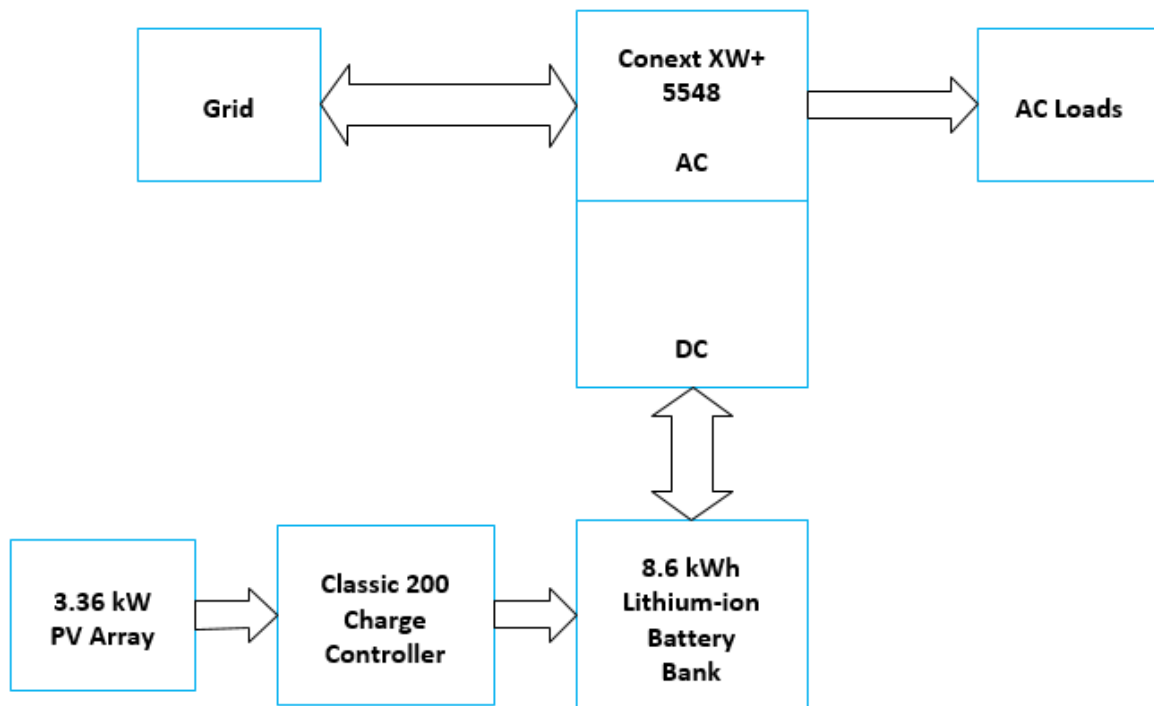 Grid
Conext XW+
5548
AC
DC
AC Loads
3.36 kW
PV Array
Classic 200
Charge
Controller
8.6 kWh
Lithium-ion
Battery
Bank